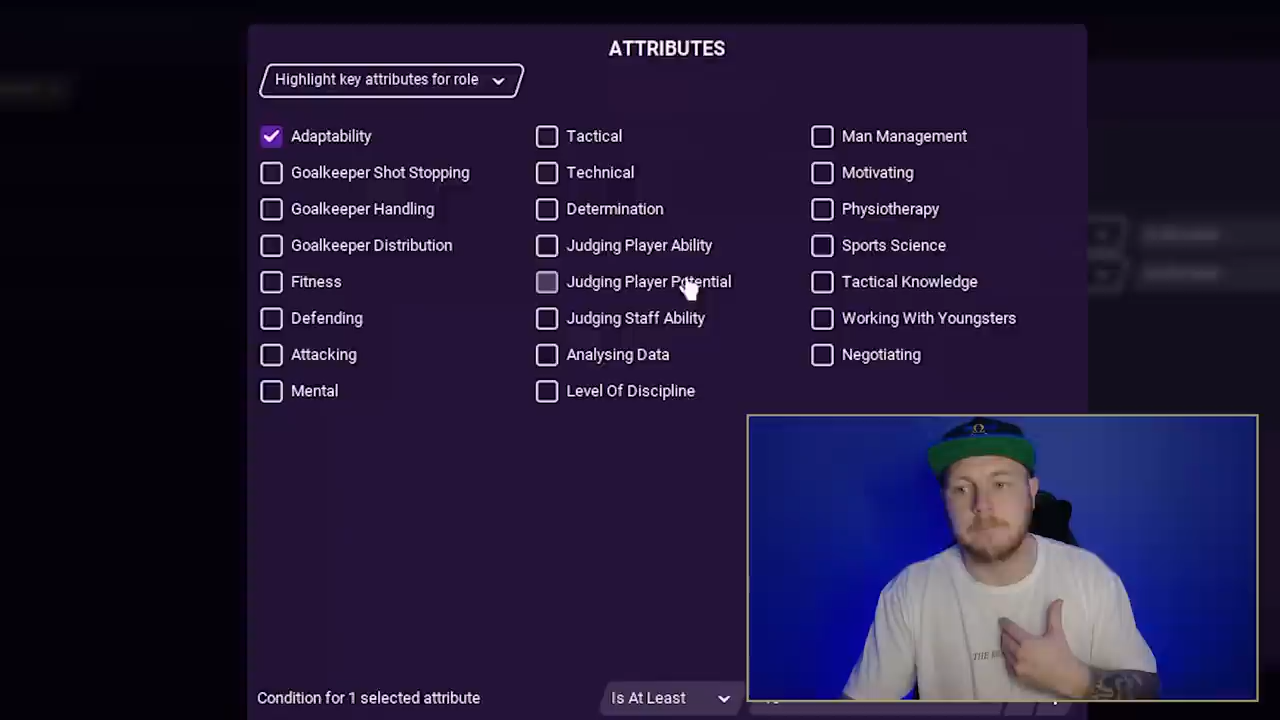 ATTRIBUTES
Highlight key attributes for role
Adaptability
Goalkeeper Shot Stopping
Goalkeeper Handling
Goalkeeper Distribution
Fitness
Defending
Attacking
Mental
Tactical
Technical
Determination
Judging Player Ability
Judging Player Potential
Judging Staff Ability
Analysing Data
Level Of Discipline
Man Management
Motivating
Physiotherapy
Sports Science
Tactical Knowledge
Working With Youngsters
Negotiating
THE
Condition for 1 selected attribute
Is At Least